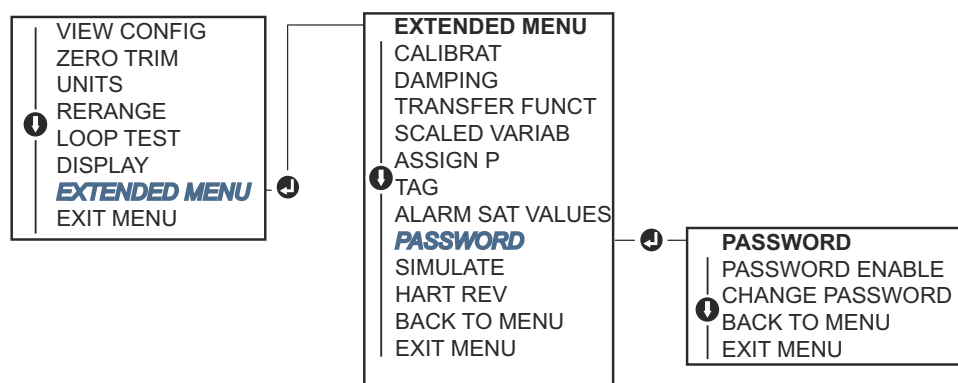 VIEW CONFIG
ZERO TRIM
UNITS
RERANGE
LOOP TEST
DISPLAY
EXTENDED MENU
EXIT MENU
EXTENDED MENU
CALIBRAT
DAMPING
TRANSFER FUNCT
SCALED VARIAB
ASSIGN P
TAG
ALARM SAT VALUES
PASSWORD
SIMULATE
HART REV
BACK TO MENU
EXIT MENU
PASSWORD
PASSWORD ENABLE
CHANGE PASSWORD
BACK TO MENU
EXIT MENU